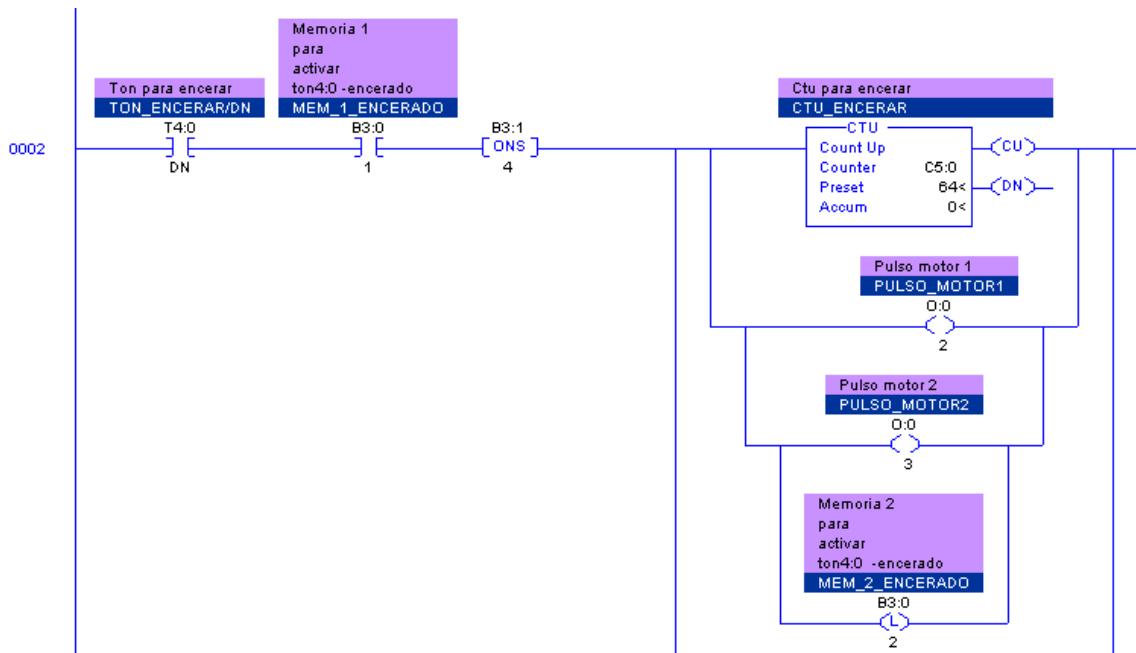 Memoria 1
para
activar
ton4:0 -encerado
MEM_1_ENCERADO
Ton para encerar
TON_ENCERAR/DN
Ctu para encerar
CTU_ENCERAR
T4:0
B3:0
B3:1
0002
ONS
DN
1
4
CTU
Count Up
Counter C5:0
Preset 64<
Accum 0<
CU
DN
Pulso motor 1
PULSO_MOTOR1
O:0
2
Pulso motor 2
PULSO_MOTOR2
O:0
3
Memoria 2
para
activar
ton4:0 -encerado
MEM_2_ENCERADO
B3:0
L
2